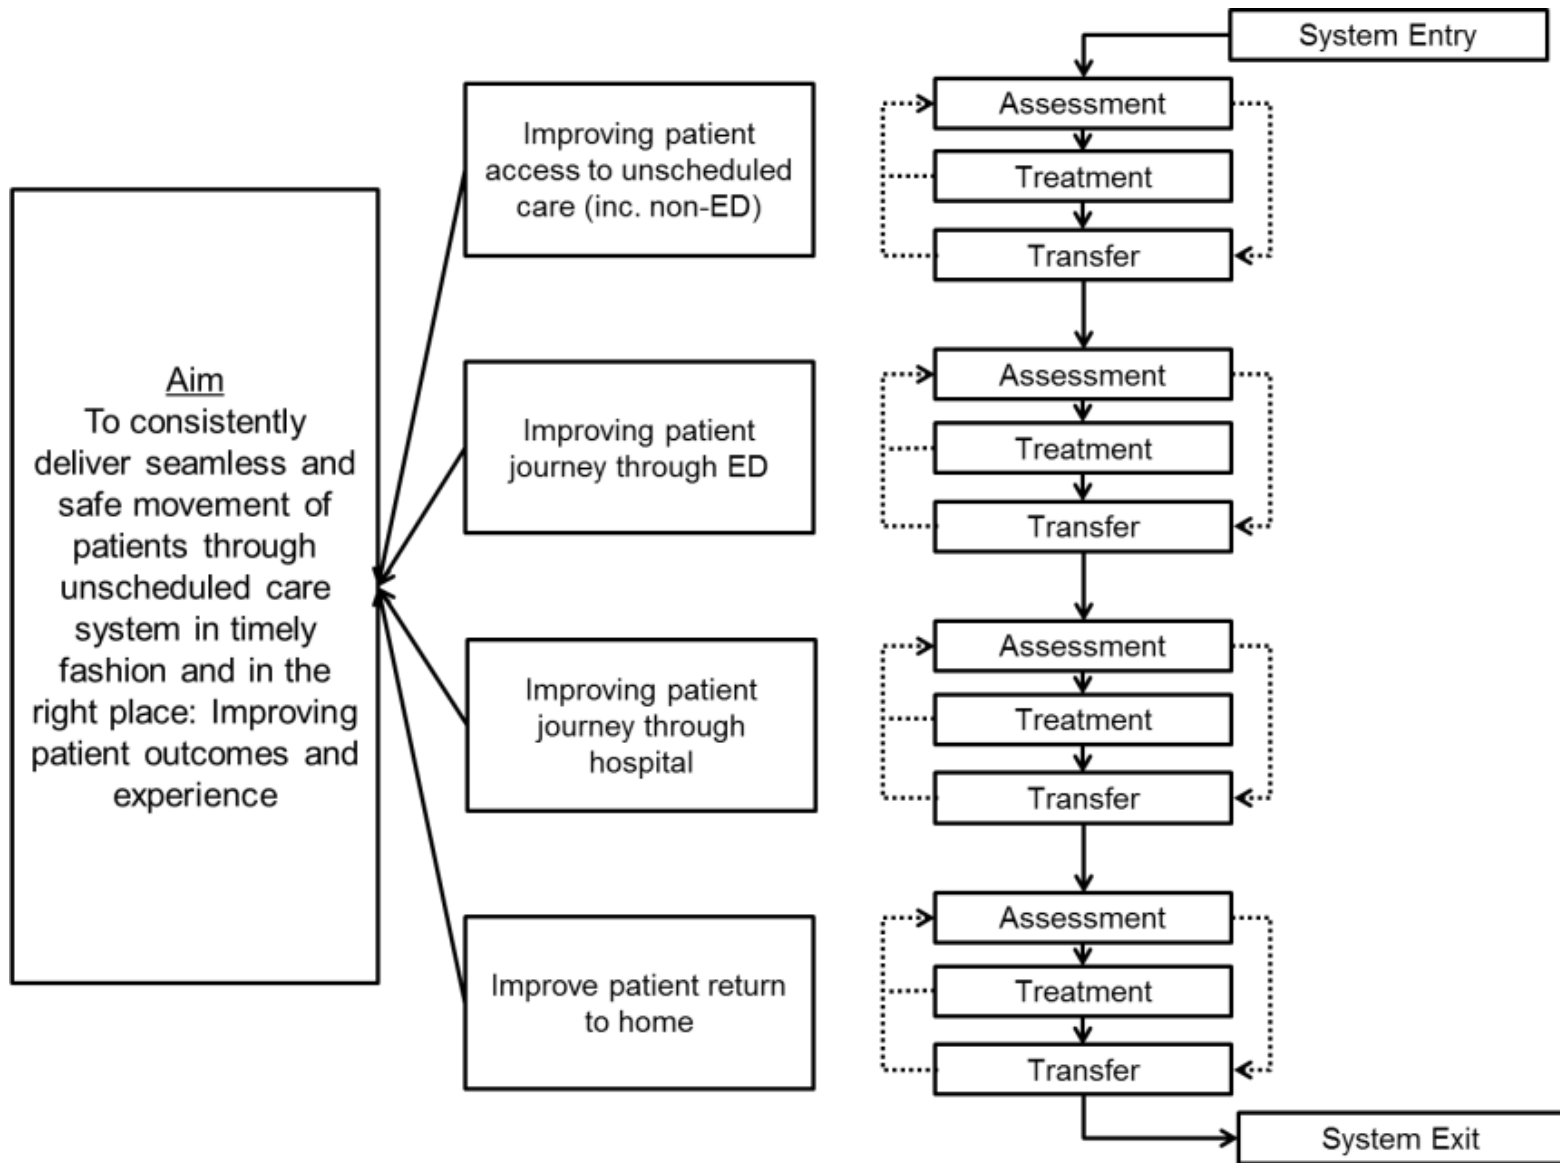 System Entry
Aim
To consistently
deliver seamless and
safe movement of
patients through
unscheduled care
system in timely
fashion and in the
right place: Improving
patient outcomes and
experience
Improving patient
access to unscheduled
care (inc. non-ED)
Improving patient
journey through ED
Improving patient
journey through
hospital
Improve patient return
to home
Assessment
Treatment
Transfer
Assessment
Treatment
Transfer
Assessment
Treatment
Transfer
Assessment
Treatment
Transfer
System Exit